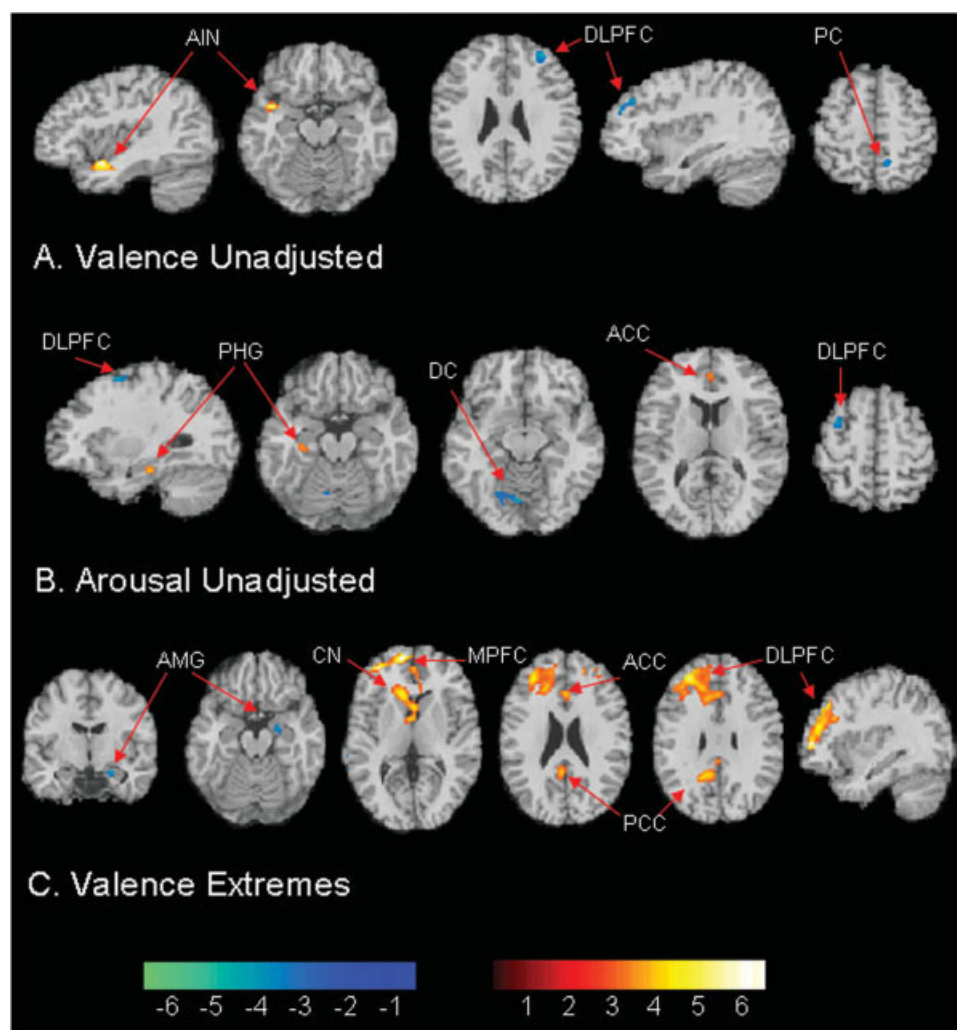 AIN DLPFC PC
A. Valence Unadjusted
DLPFC PHG DC ACC DLPFC
B. Arousal Unadjusted
AMG CN MPFC ACC DLPFC
PCC
C. Valence Extremes
-6 -5 -4 -3 -2 -1 1 2 3 4 5 6